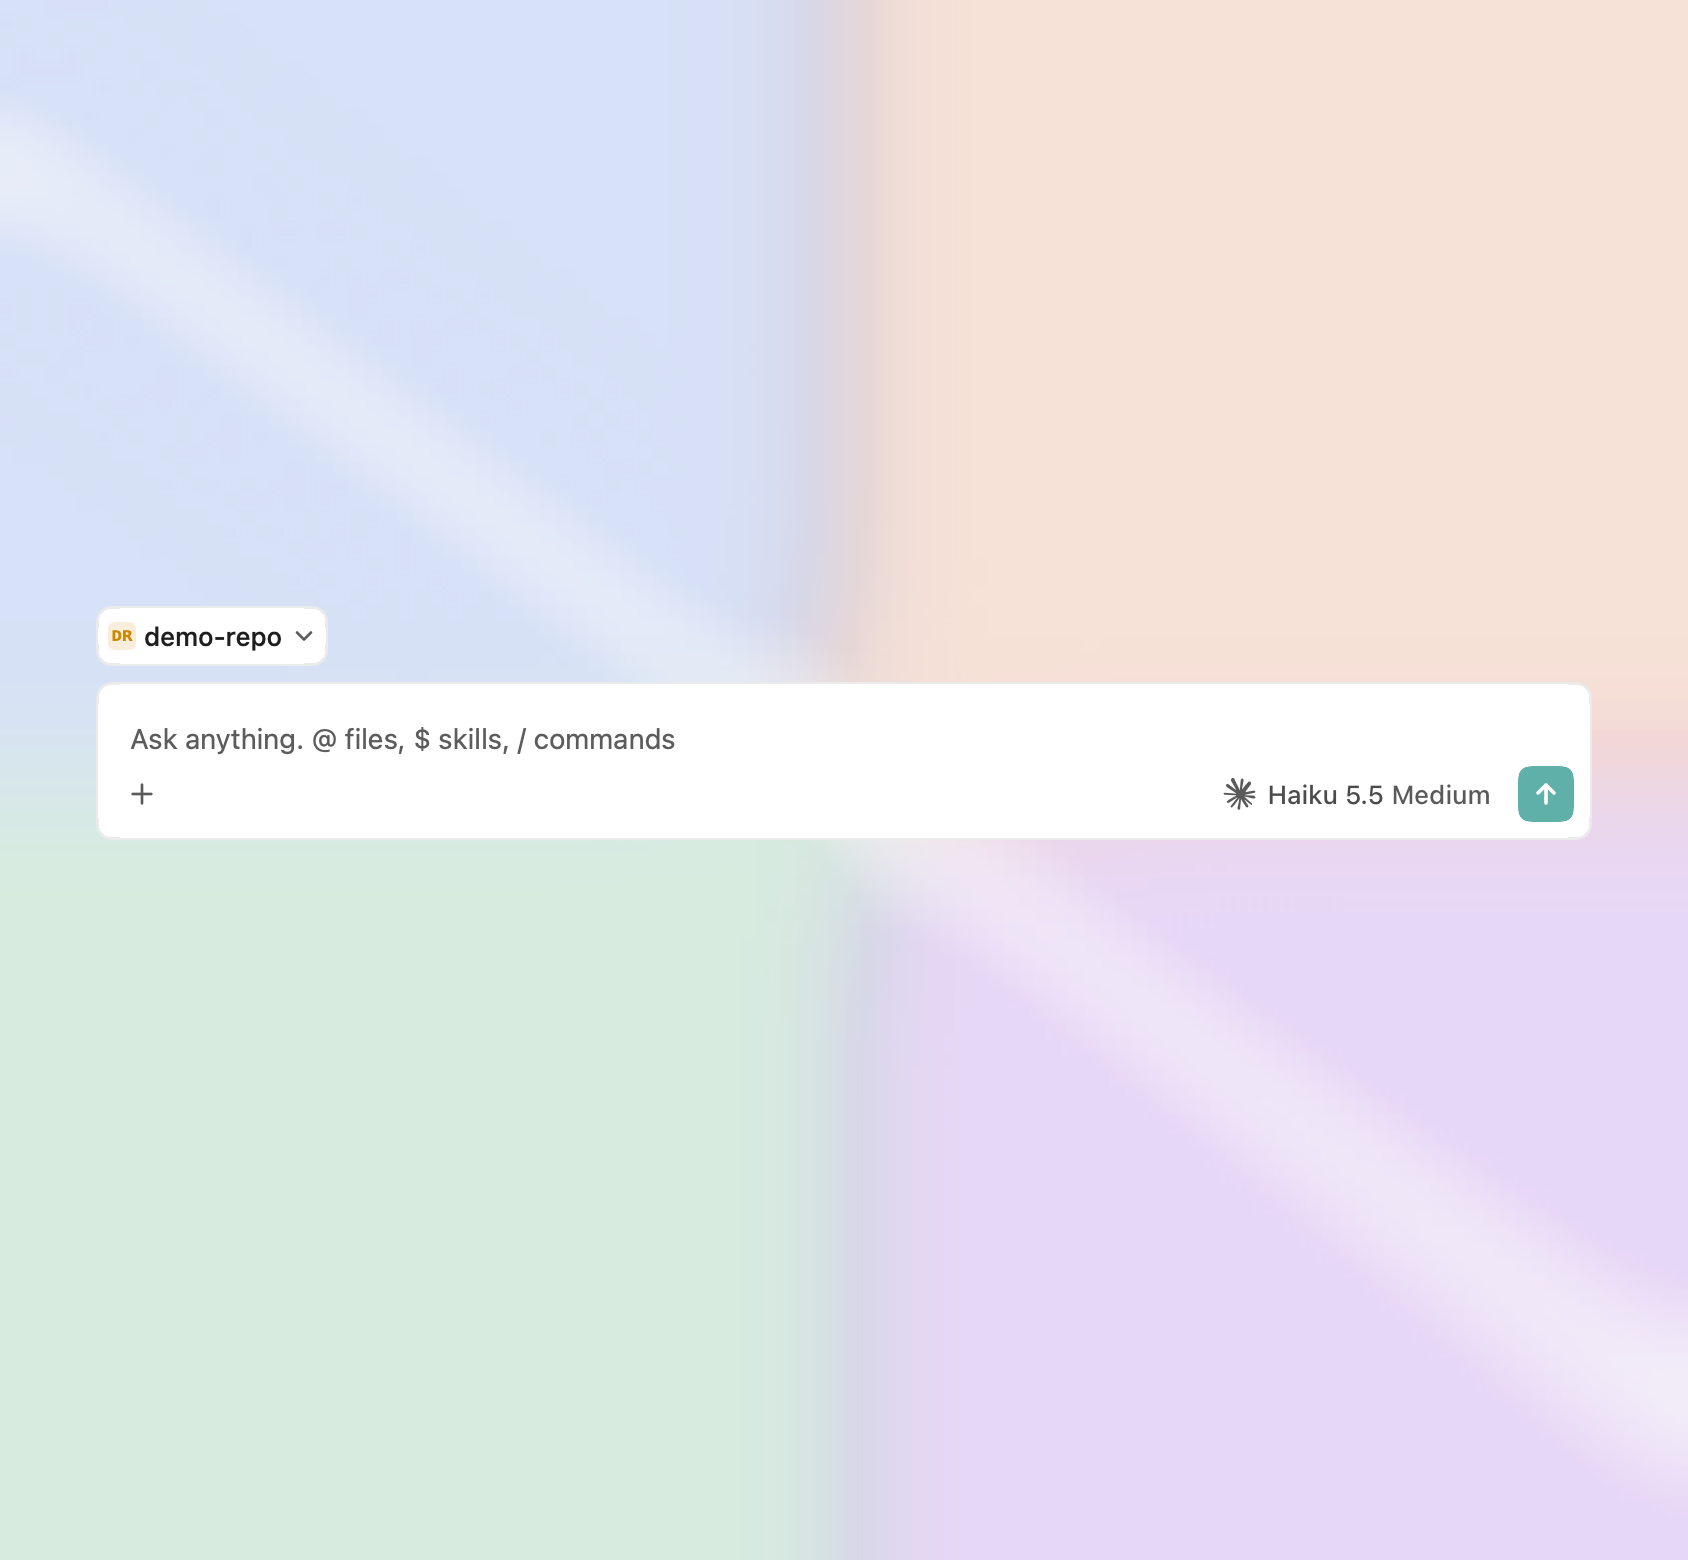 DR demo-repo
Ask anything. @ files, $ skills, / commands
Haiku 5.5 Medium